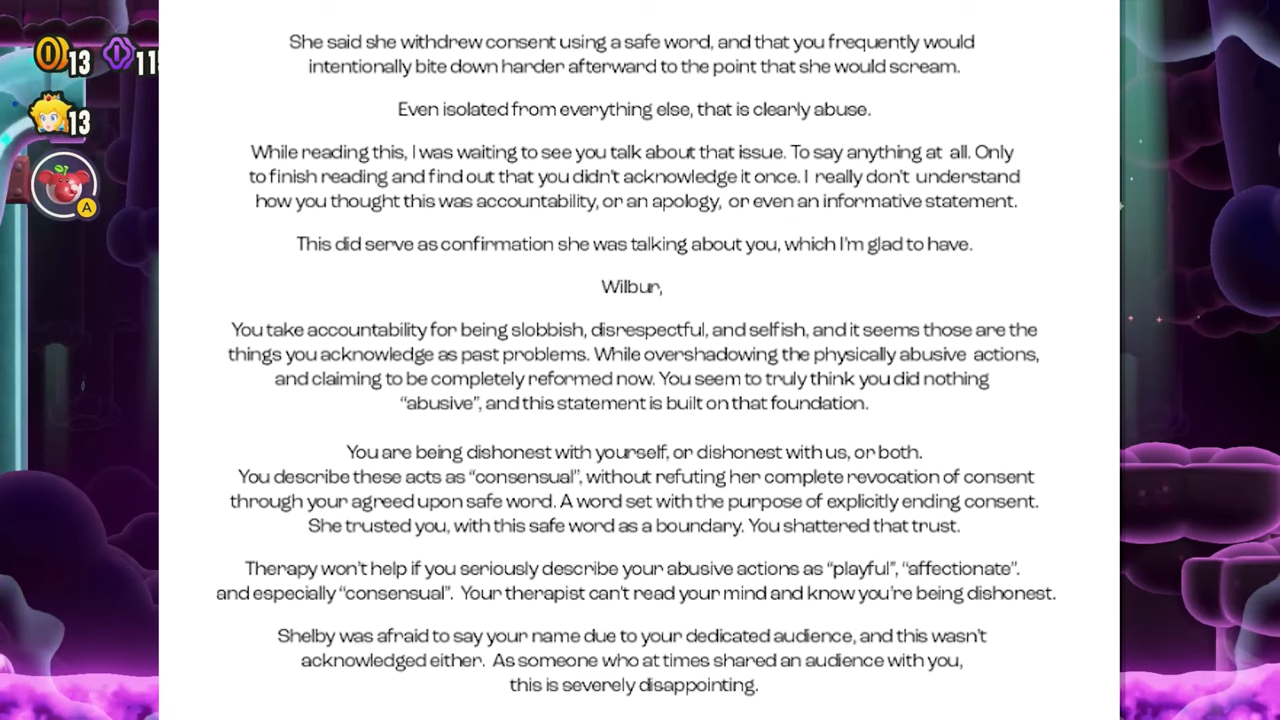 13
11
13
A
She said she withdrew consent using a safe word, and that you frequently would
intentionally bite down harder afterward to the point that she would scream.
Even isolated from everything else, that is clearly abuse.
While reading this, I was waiting to see you talk about that issue. To say anything at all. Only
to finish reading and find out that you didn't acknowledge it once. I really don't understand
how you thought this was accountability, or an apology, or even an informative statement.
This did serve as confirmation she was talking about you, which I'm glad to have.
Wilbur,
You take accountability for being slobbish, disrespectful, and selfish, and it seems those are the
things you acknowledge as past problems. While overshadowing the physically abusive actions,
and claiming to be completely reformed now. You seem to truly think you did nothing
"abusive", and this statement is built on that foundation.
You are being dishonest with yourself, or dishonest with us, or both.
You describe these acts as "consensual", without refuting her complete revocation of consent
through your agreed upon safe word. A word set with the purpose of explicitly ending consent.
She trusted you, with this safe word as a boundary. You shattered that trust.
Therapy won't help if you seriously describe your abusive actions as "playful", "affectionate".
and especially "consensual". Your therapist can't read your mind and know you're being dishonest.
Shelby was afraid to say your name due to your dedicated audience, and this wasn't
acknowledged either. As someone who at times shared an audience with you,
this is severely disappointing.